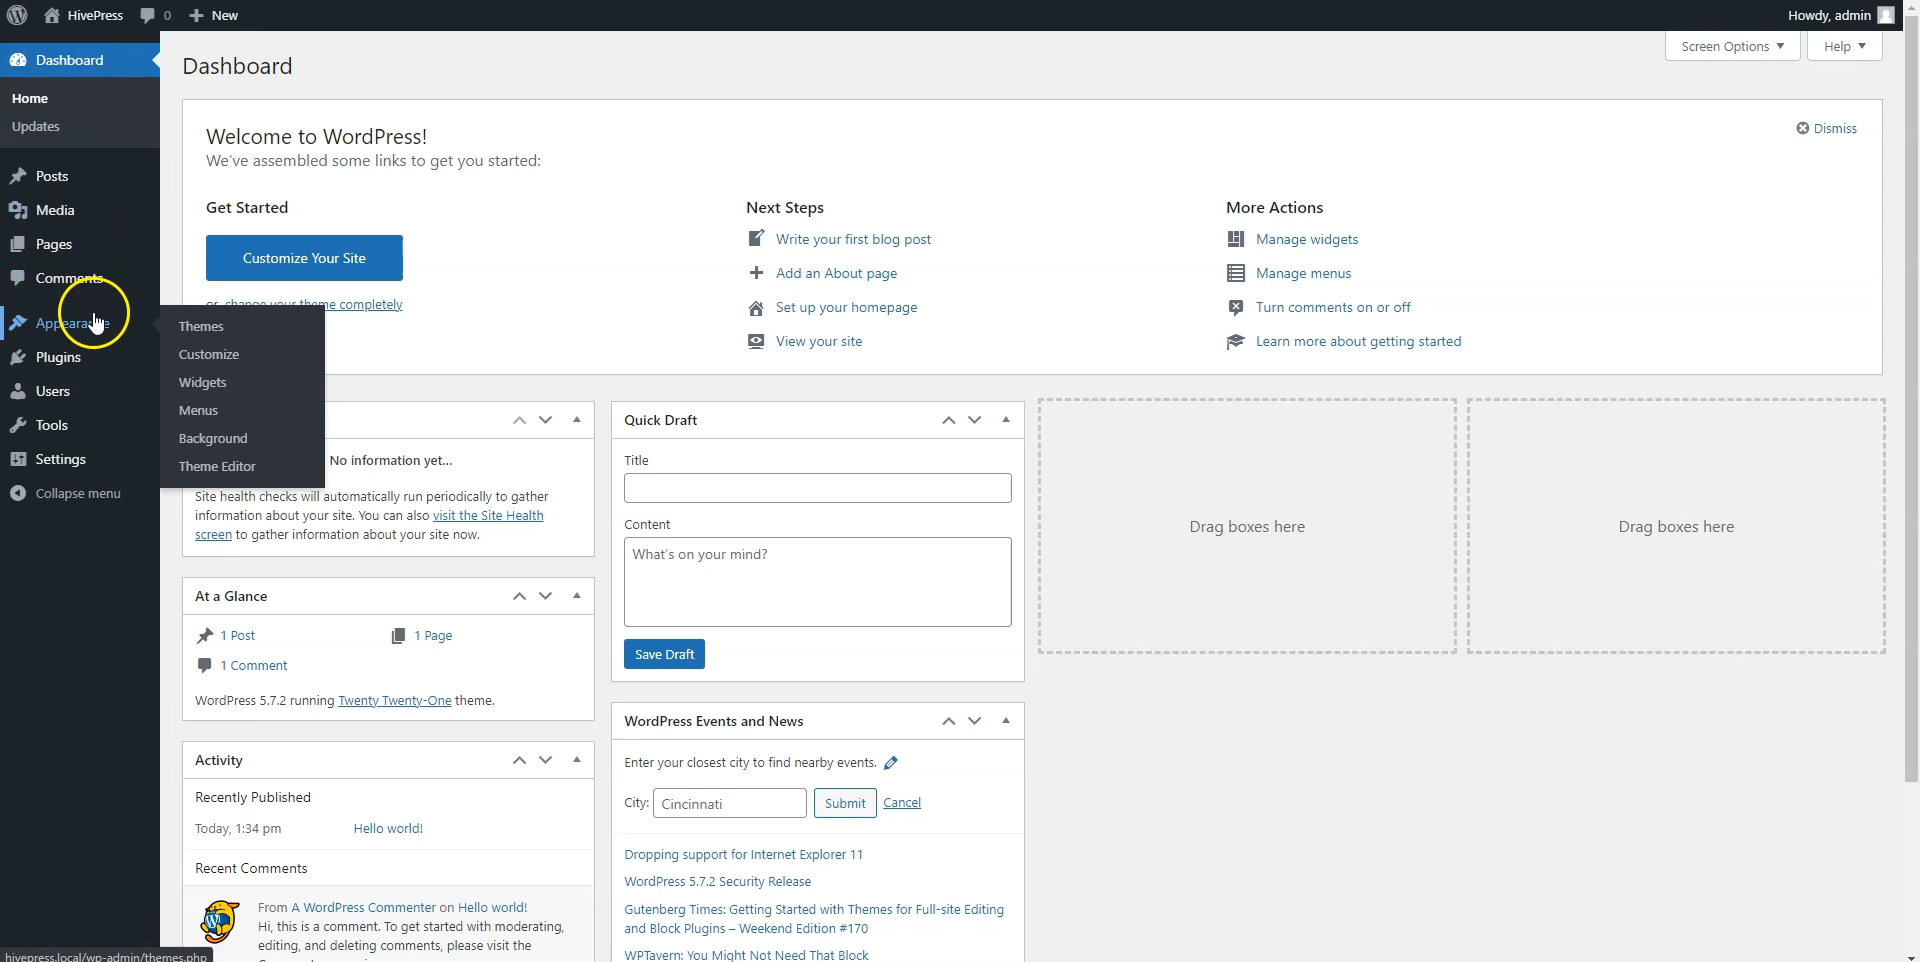 HivePress
0
New
Howdy, admin
Dashboard
Home
Updates
Posts
Media
Pages
Comments
Appearance
Plugins
Users
Tools
Settings
Collapse menu
Themes
Customize
Widgets
Menus
Background
Theme Editor
Screen Options
Help
Dashboard
Welcome to WordPress!
We've assembled some links to get you started:
Dismiss
Get Started
Customize Your Site
or, change your theme completely
Next Steps
Write your first blog post
Add an About page
Set up your homepage
View your site
More Actions
Manage widgets
Manage menus
Turn comments on or off
Learn more about getting started
No information yet...
Site health checks will automatically run periodically to gather
information about your site. You can also visit the Site Health
screen to gather information about your site now.
At a Glance
1 Post
1 Page
1 Comment
WordPress 5.7.2 running Twenty Twenty-One theme.
Activity
Recently Published
Today, 1:34 pm
Hello world!
Recent Comments
From A WordPress Commenter on Hello world!
Hi, this is a comment. To get started with moderating,
editing, and deleting comments, please visit the
Quick Draft
Title
Content
What's on your mind?
Save Draft
WordPress Events and News
Enter your closest city to find nearby events.
City:
Cincinnati
Submit
Cancel
Dropping support for Internet Explorer 11
WordPress 5.7.2 Security Release
Gutenberg Times: Getting Started with Themes for Full-site Editing
and Block Plugins – Weekend Edition #170
WPTavern: You Might Not Need That Block
Drag boxes here
Drag boxes here
hivepress.local/wp-admin/themes.php